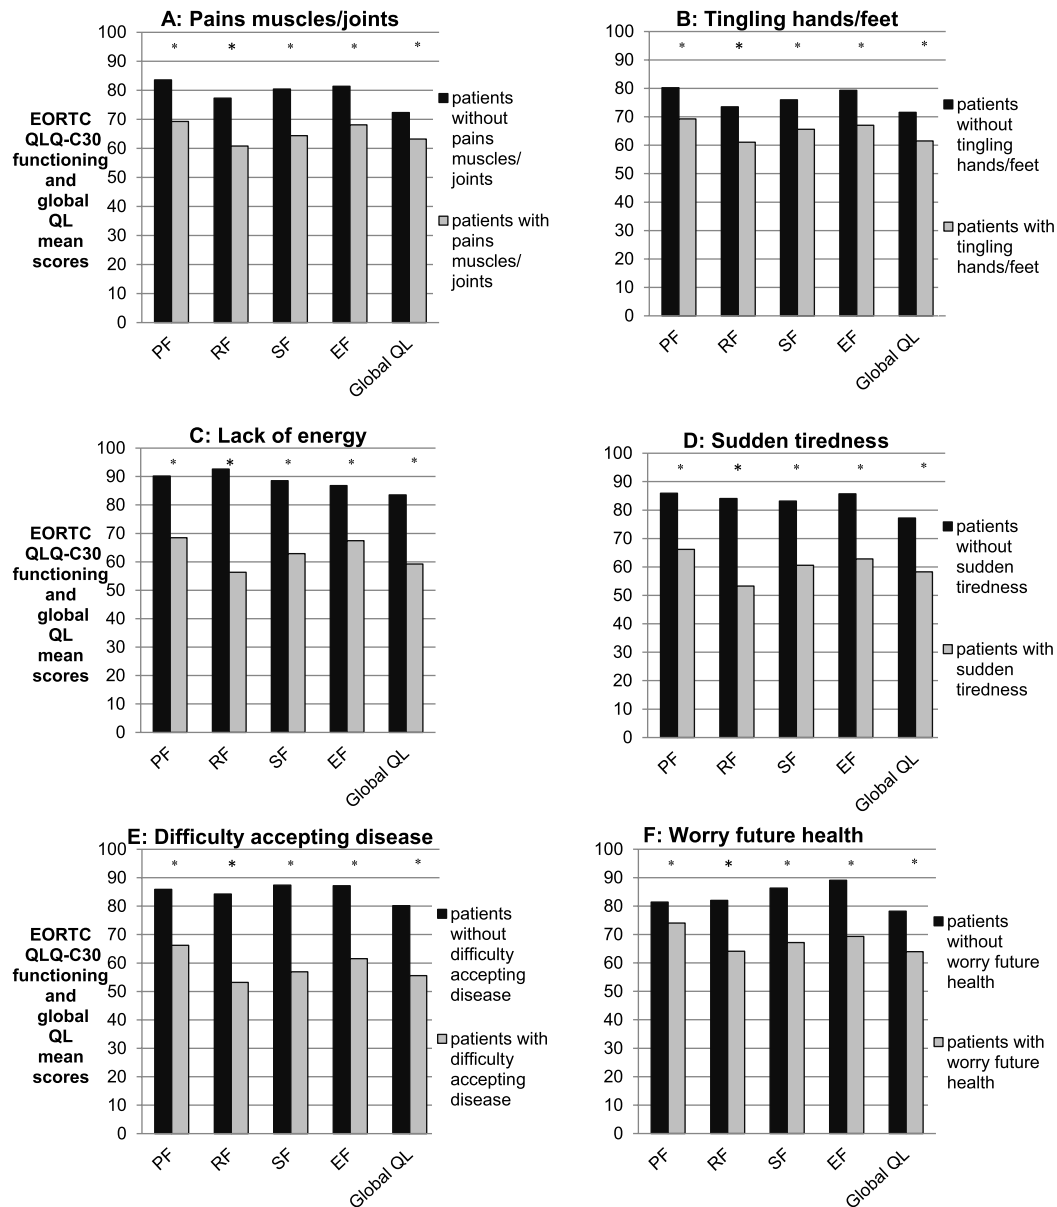 A: Pains muscles/joints
EORTC
QLQ-C30
functioning
and
global
QL
mean
scores
100
90
80
70
60
50
40
30
20
10
0
* * * * *
PF
RF
SF
EF
Global QL
patients
without
pains
muscles/
joints
patients with
pains
muscles/
joints
B: Tingling hands/feet
100
90
80
70
60
50
40
30
20
10
0
* * * * *
PF
RF
SF
EF
Global QL
patients
without
tingling
hands/feet
patients with
tingling
hands/feet
C: Lack of energy
EORTC
QLQ-C30
functioning
and
global
QL
mean
scores
100
90
80
70
60
50
40
30
20
10
0
* * * * *
PF
RF
SF
EF
Global QL
D: Sudden tiredness
100
90
80
70
60
50
40
30
20
10
0
* * * * *
PF
RF
SF
EF
Global QL
patients
without
sudden
tiredness
patients with
sudden
tiredness
E: Difficulty accepting disease
EORTC
QLQ-C30
functioning
and
global
QL
mean
scores
100
90
80
70
60
50
40
30
20
10
0
* * * * *
PF
RF
SF
EF
Global QL
patients
without
difficulty
accepting
disease
patients with
difficulty
accepting
disease
F: Worry future health
100
90
80
70
60
50
40
30
20
10
0
* * * * *
PF
RF
SF
EF
Global QL
patients
without
worry future
health
patients with
worry future
health